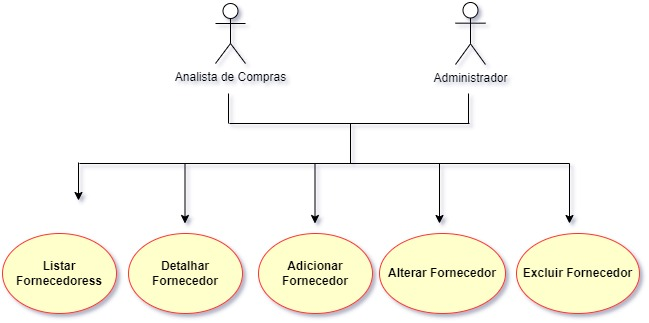 Analista de Compras
Administrador
Listar
Fornecedoress
Detalhar
Fornecedor
Adicionar
Fornecedor
Alterar Fornecedor
Excluir Fornecedor